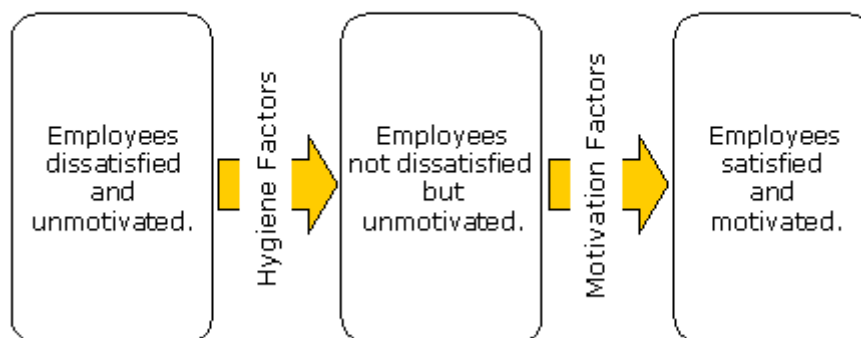 Employees
dissatisfied
and
unmotivated.
Hygiene Factors
Employees
not dissatisfied
but
unmotivated.
Motivation Factors
Employees
satisfied
and
motivated.